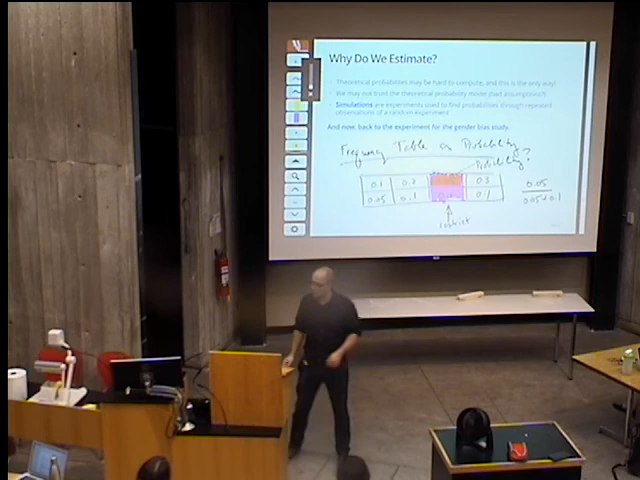 Why Do We Estimate?
Theoretical probabilities may be hard to compute, and this is the only way!
We may not trust the theoretical probability model (bad assumptions?)
Simulations are experiments used to find probabilities through repeated
observations of a random experiment
And now, back to the experiment for the gender bias study.
Frequency Table as Probability
Probability?
0.1 0.2 0.3
0.05 0.1 0.1
0.05
0.05+0.1
restrict